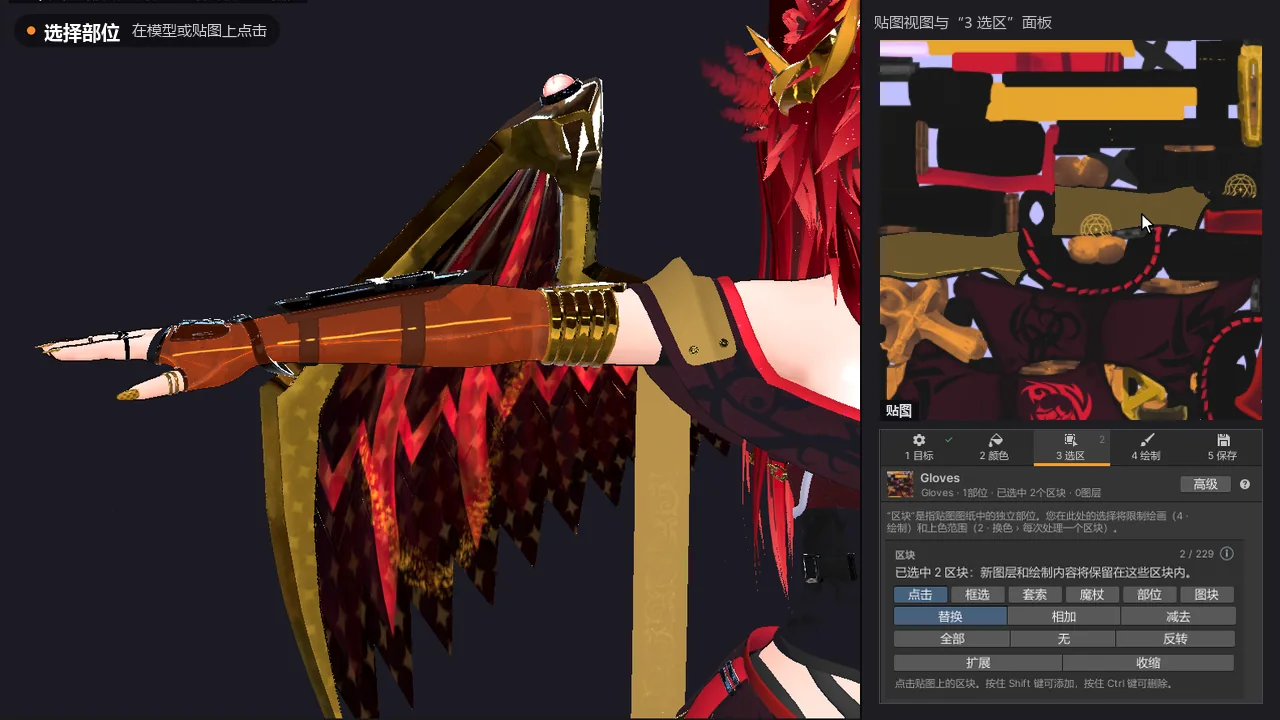 选择部位 在模型或贴图上点击
贴图视图与“3 选区”面板
贴图
1 目标
2 颜色
3 选区
2
4 绘制
5 保存
Gloves
Gloves · 1部位 · 已选中 2个区块 · 0图层
高级
?
“区块”是指贴图图纸中的独立部位。您在此处的选择将限制绘画（4 ·
绘制）和上色范围（2 · 换色 › 每次处理一个区块）。
区块
2 / 229
已选中 2 区块：新图层和绘制内容将保留在这些区块内。
点击 框选 套索 魔杖 部位 图块
替换 相加 减去
全部 无 反转
扩展 收缩
点击贴图上的区块。按住 Shift 键可添加，按住 Ctrl 键可删除。